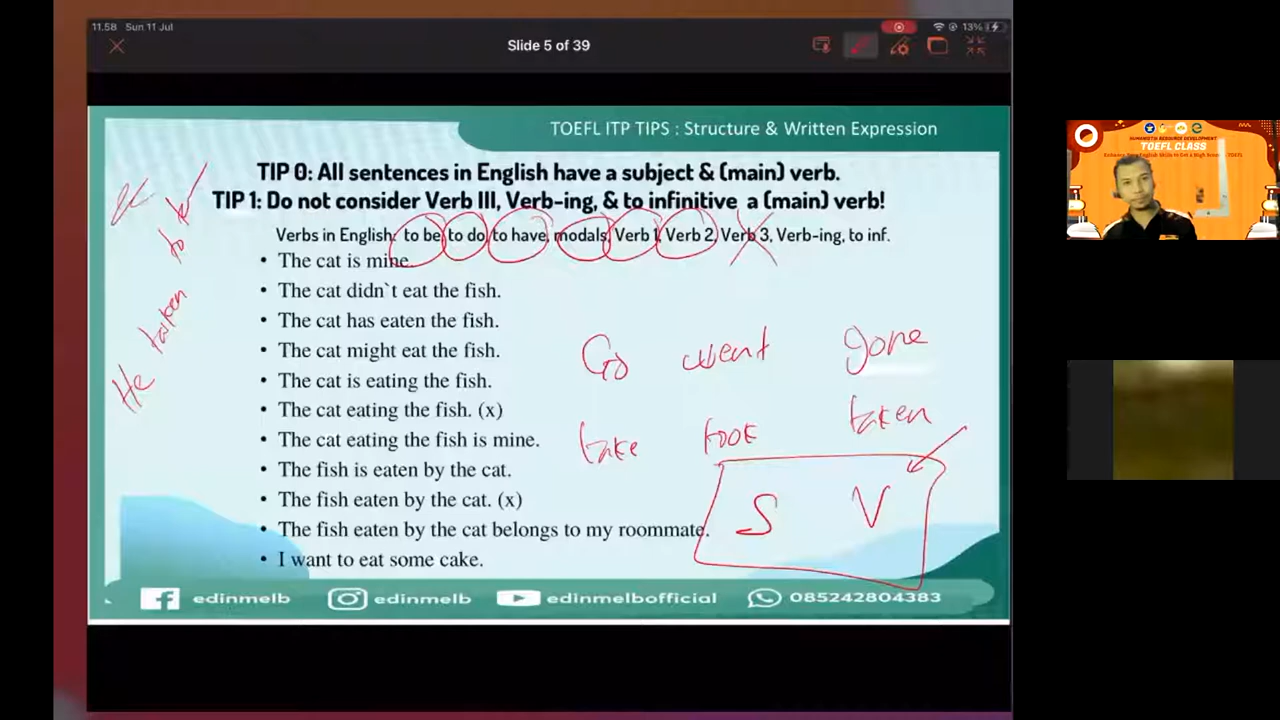 11.58 Sun 11 Jul
13%
Slide 5 of 39
TOEFL ITP TIPS : Structure & Written Expression
TIP 0: All sentences in English have a subject & (main) verb.
TIP 1: Do not consider Verb III, Verb-ing, & to infinitive a (main) verb!
Verbs in English: to be, to do, to have, modals, Verb 1, Verb 2, Verb 3, Verb-ing, to inf.
• The cat is mine.
• The cat didn`t eat the fish.
• The cat has eaten the fish.
• The cat might eat the fish.
• The cat is eating the fish.
• The cat eating the fish. (x)
• The cat eating the fish is mine.
• The fish is eaten by the cat.
• The fish eaten by the cat. (x)
• The fish eaten by the cat belongs to my roommate.
• I want to eat some cake.
He taken
Go went gone
take took taken
S V
edinmelb
edinmelb
edinmelbofficial
085242804383
TOEFL CLASS